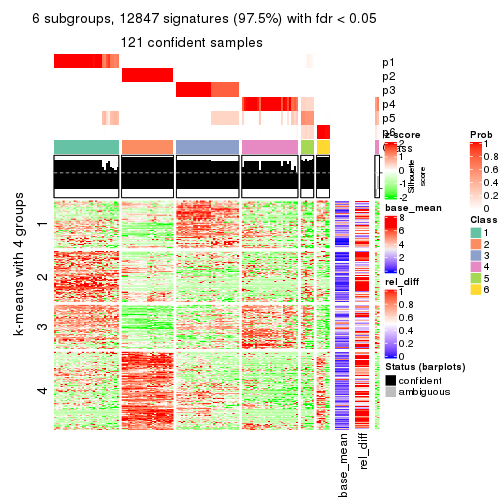 6 subgroups, 12847 signatures (97.5%) with fdr < 0.05
121 confident samples
p1
p2
p3
p4
p5
p6
z-score
2
1
0
-1
-2
Class
Silhouette
score
Prob
1
0.8
0.6
0.4
0.2
0
base_mean
8
6
4
2
0
Class
1
2
3
4
5
6
rel_diff
1
0.8
0.6
0.4
0.2
0
Status (barplots)
confident
ambiguous
k-means with 4 groups
1
2
3
4
base_mean
rel_diff